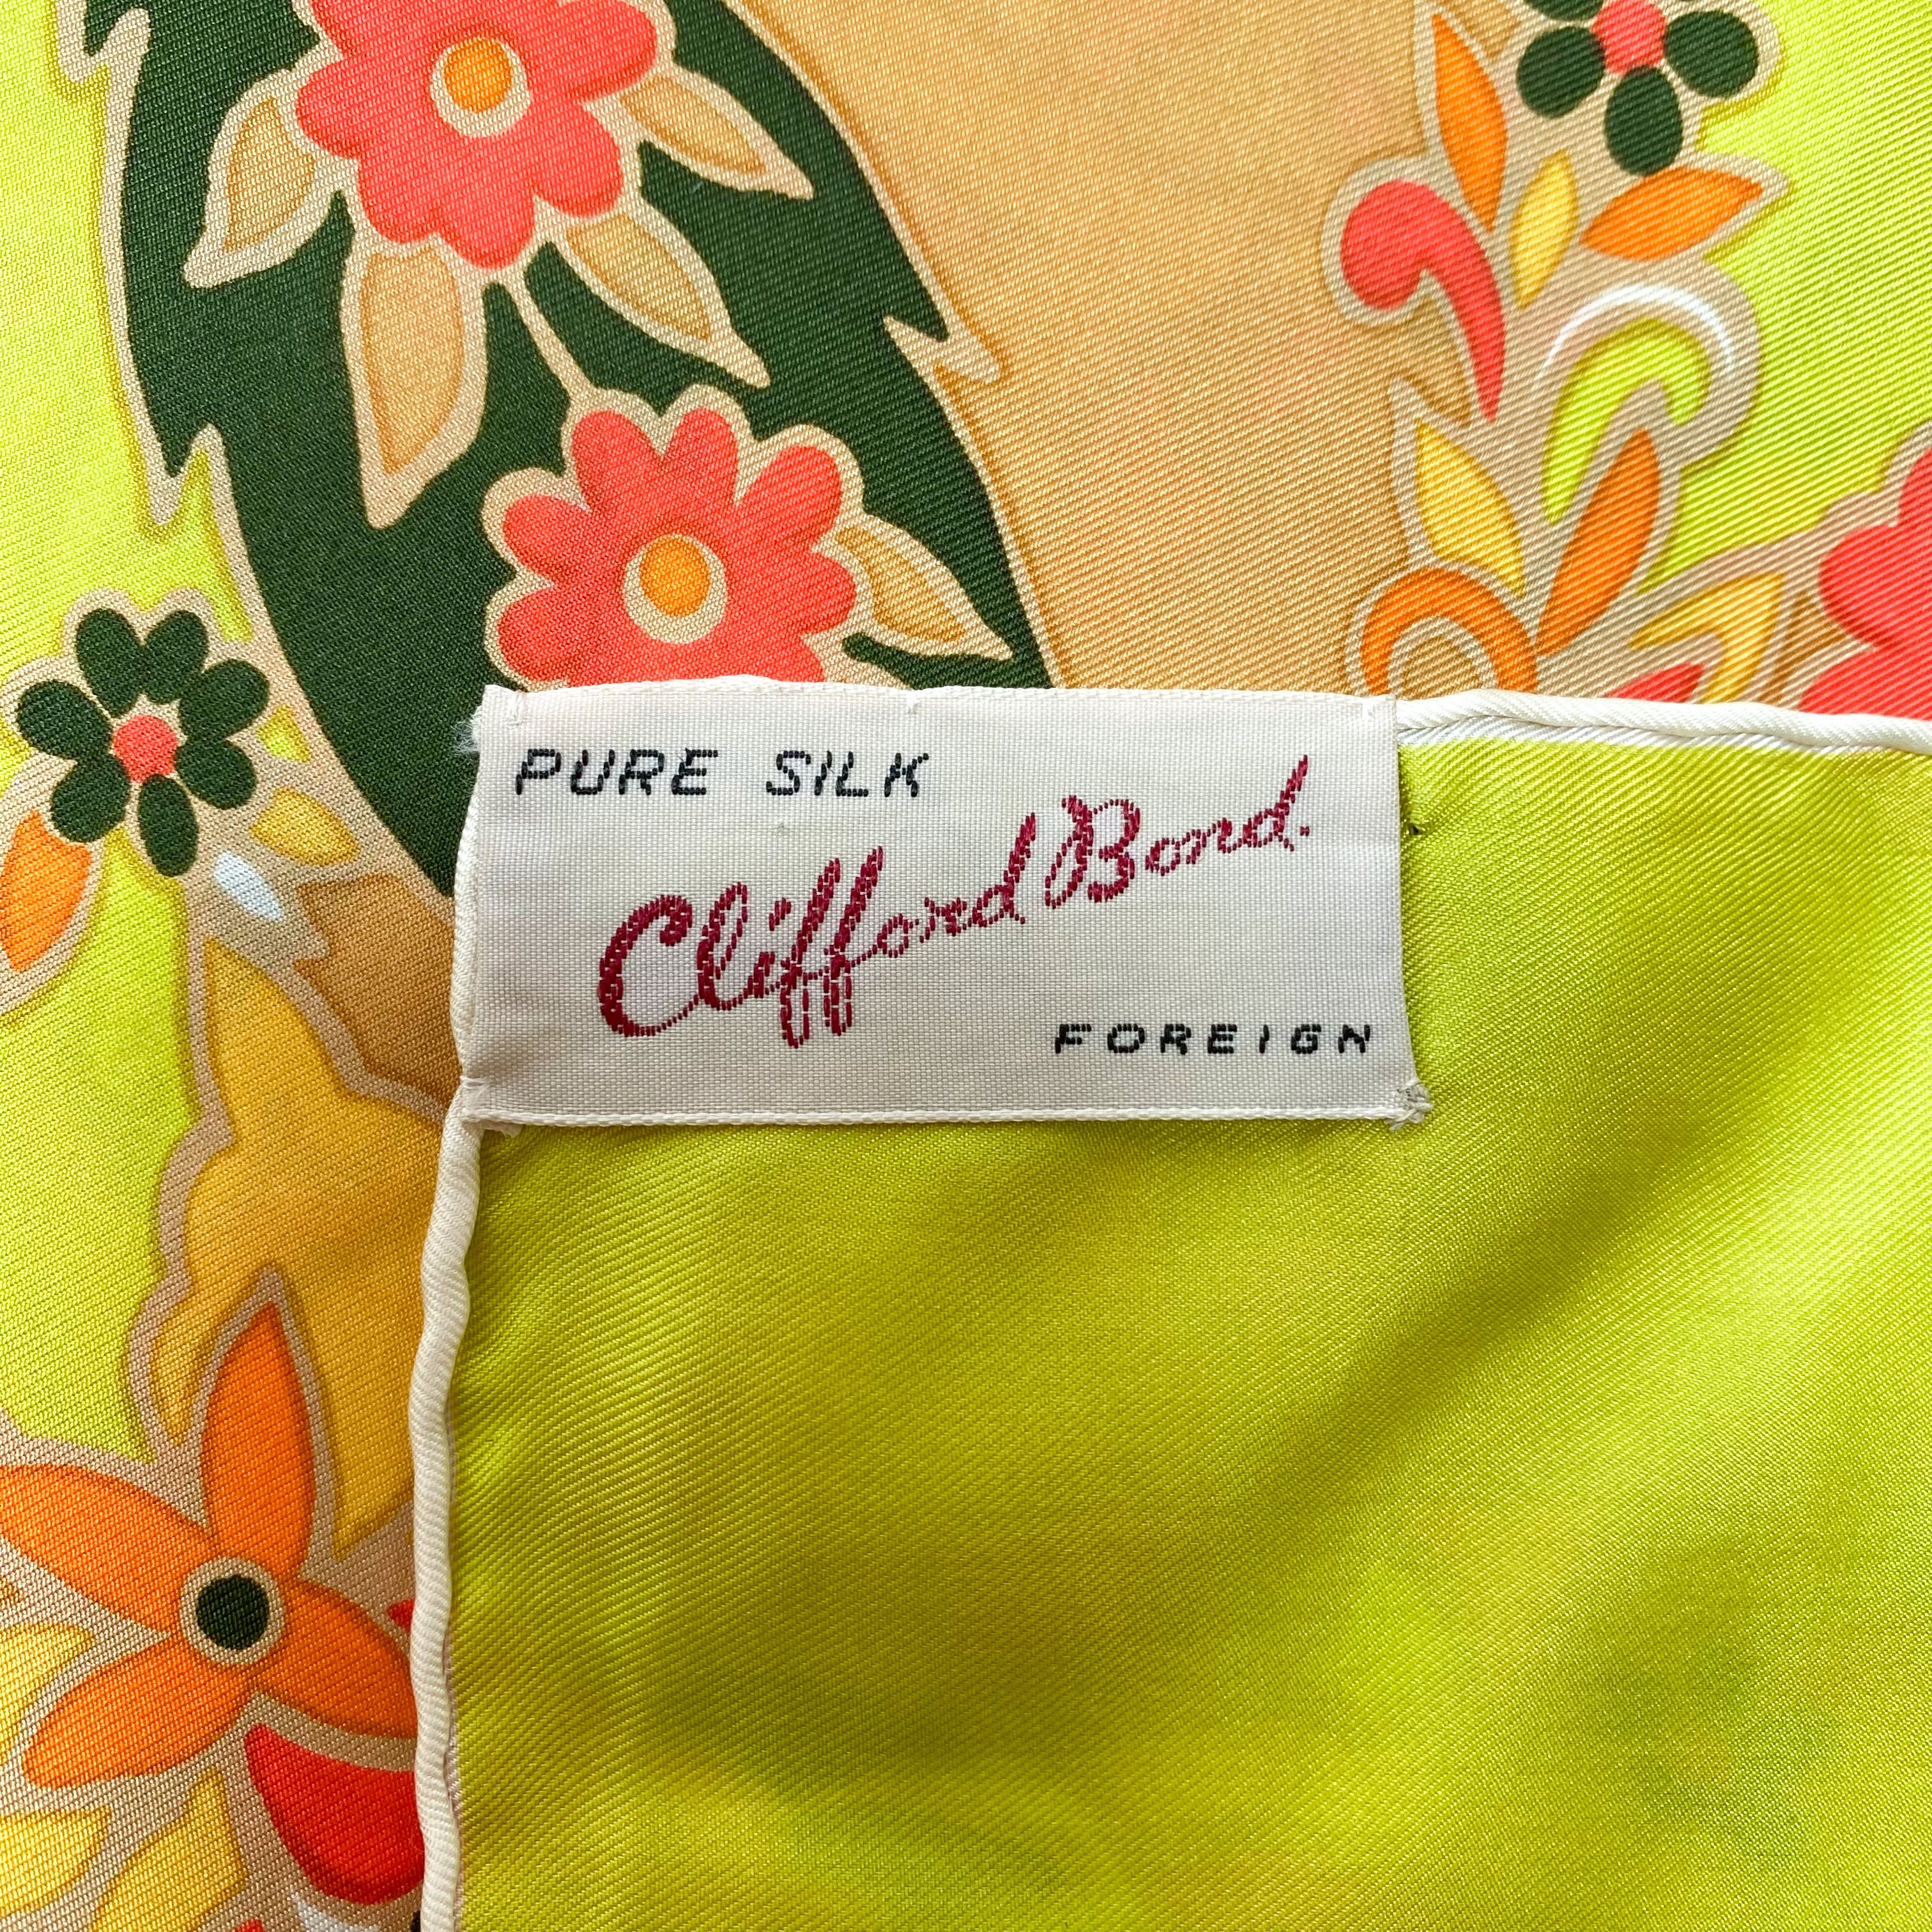 PURE SILK
Clifford Bond.
FOREIGN